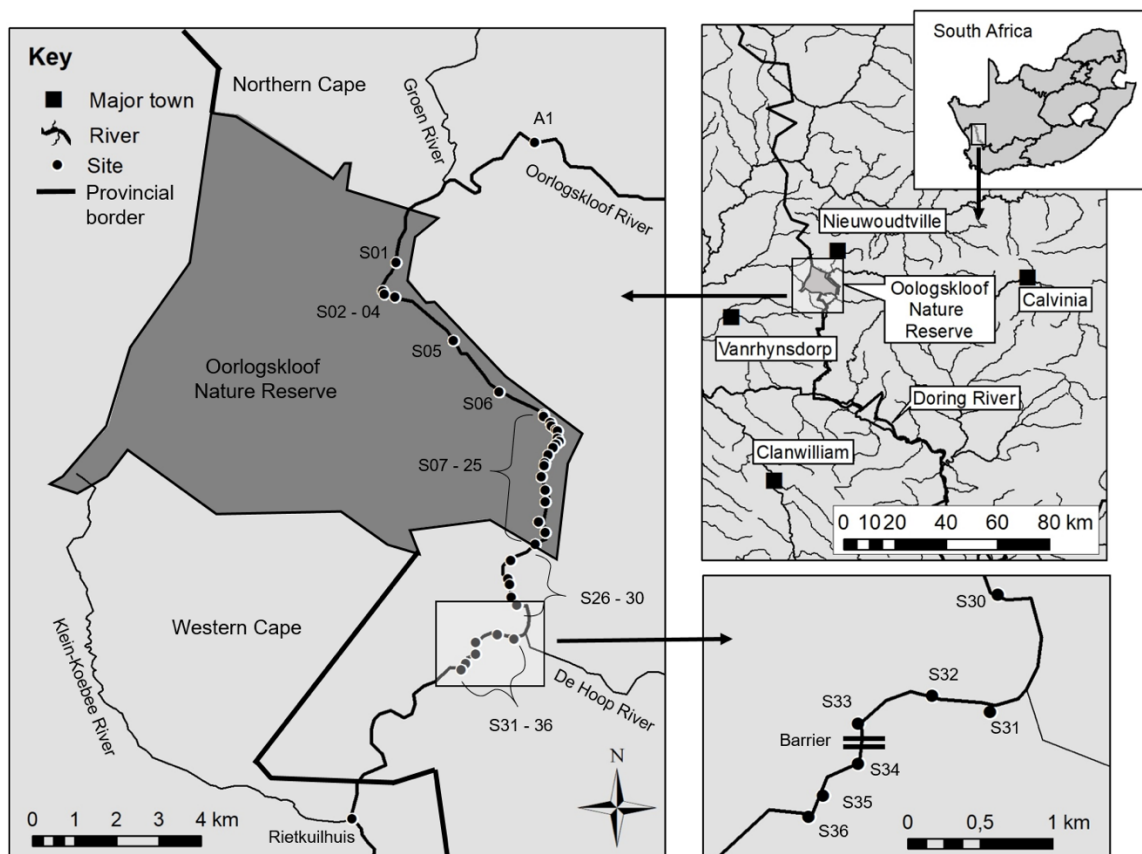 Key
Major town
River
Site
Provincial
border
Northern Cape
Groen River
A1
Oorlogskloof River
S01
S02 - 04
S05
Oorlogskloof
Nature Reserve
S06
S07 - 25
S26 - 30
Western Cape
Klein-Koebee River
De Hoop River
S31 - 36
N
Rietkuilhuis
0 1 2 3 4 km
South Africa
Nieuwoudtville
Oologskloof
Nature
Reserve
Calvinia
Vanrhynsdorp
Doring River
Clanwilliam
0 10 20 40 60 80 km
S30
S32
S33
S31
Barrier
S34
S35
S36
0 0,5 1 km